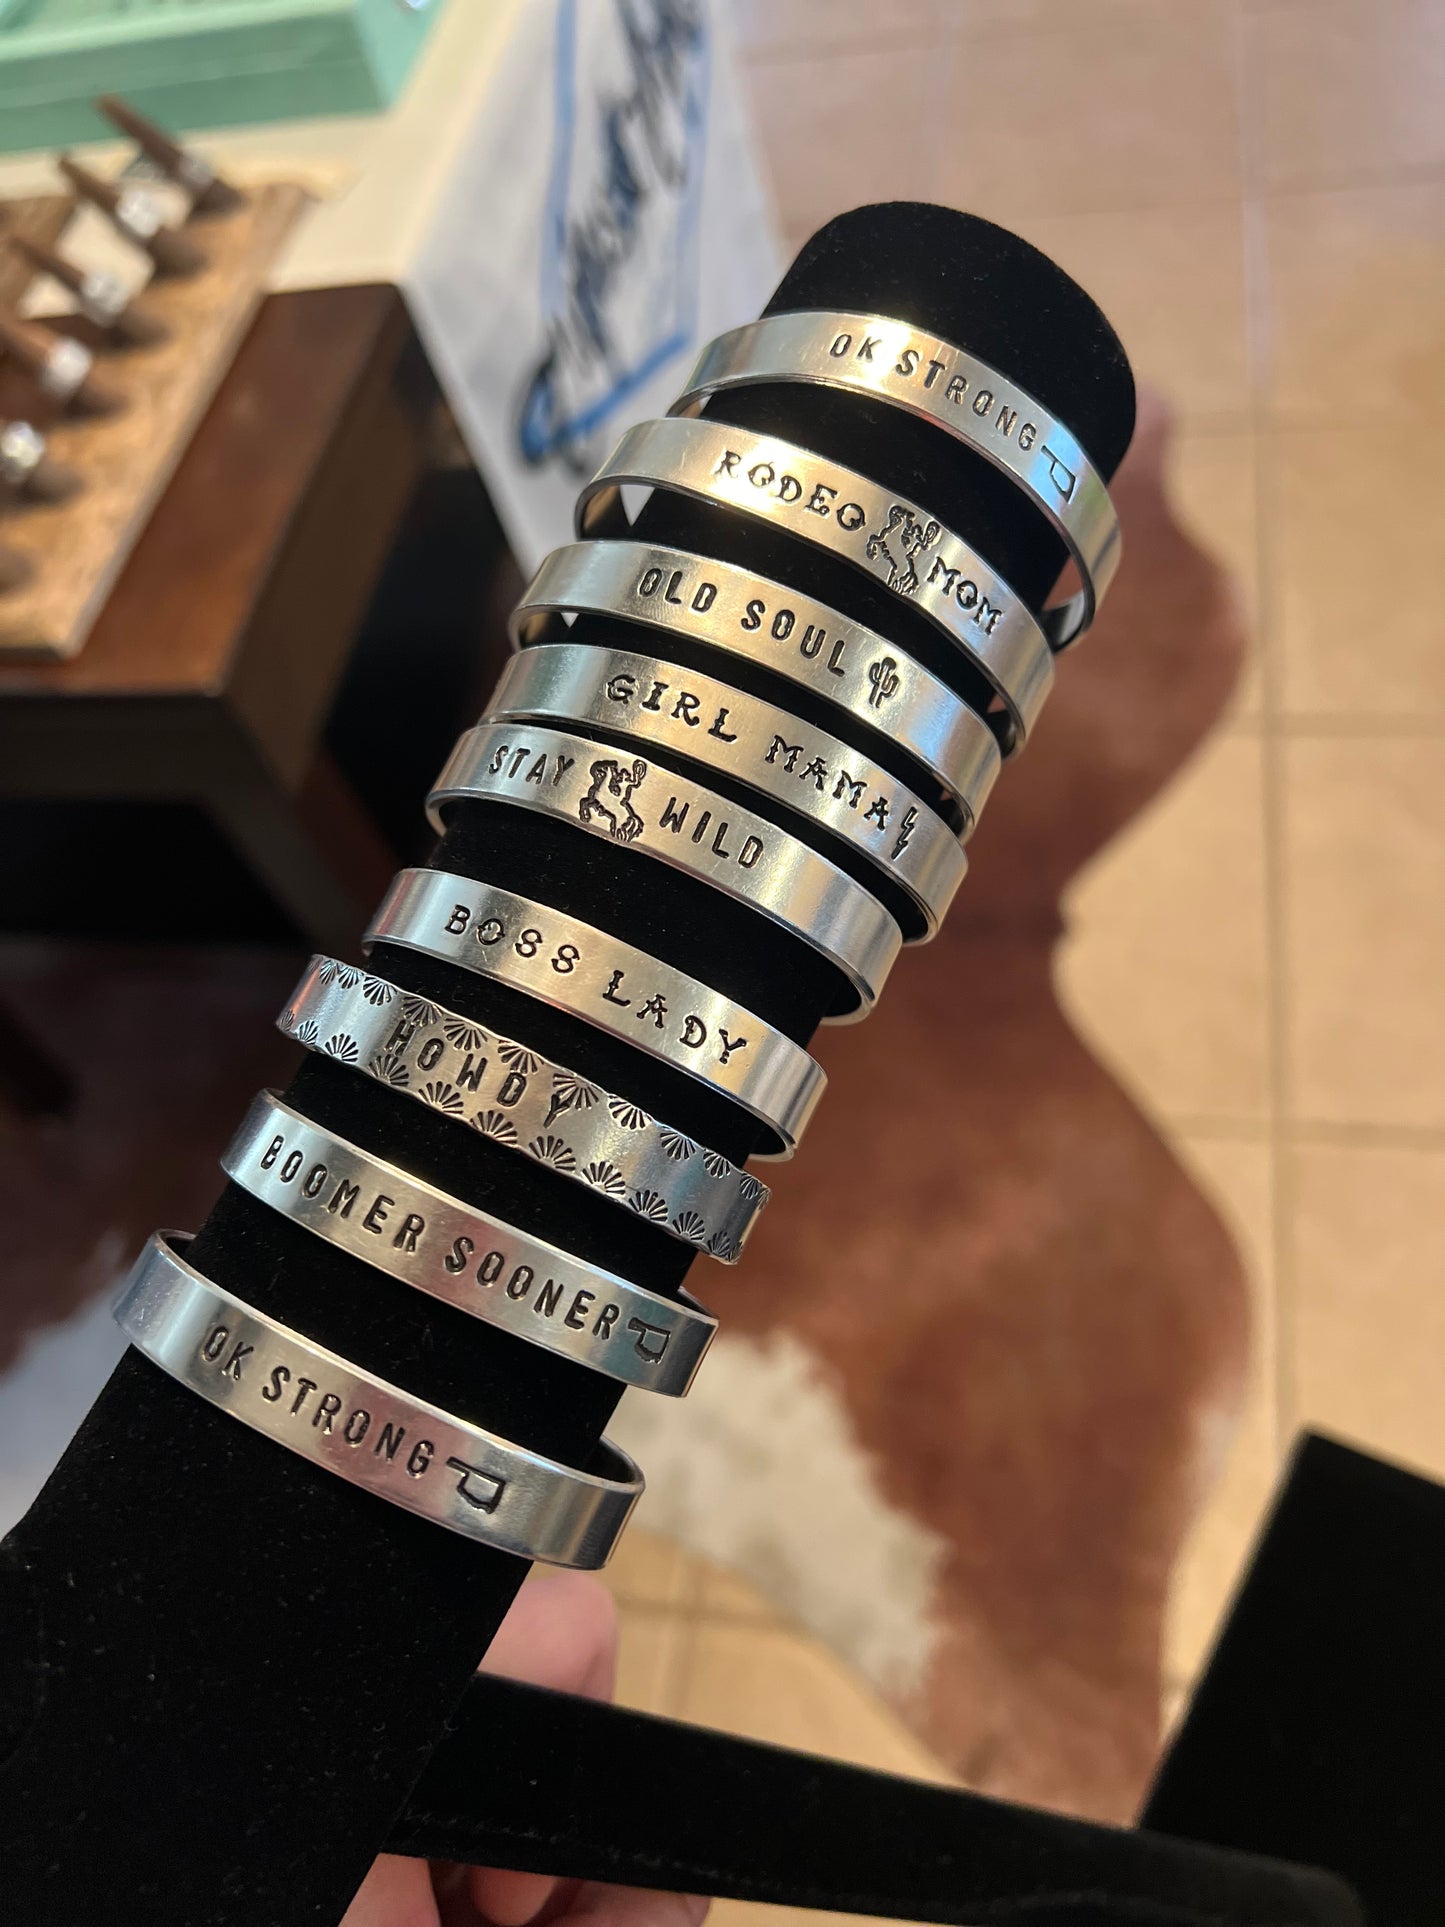 OK STRONG
RODEO MOM
OLD SOUL
GIRL MAMA
STAY WILD
BOSS LADY
HOWDY
BOOMER SOONER
OK STRONG